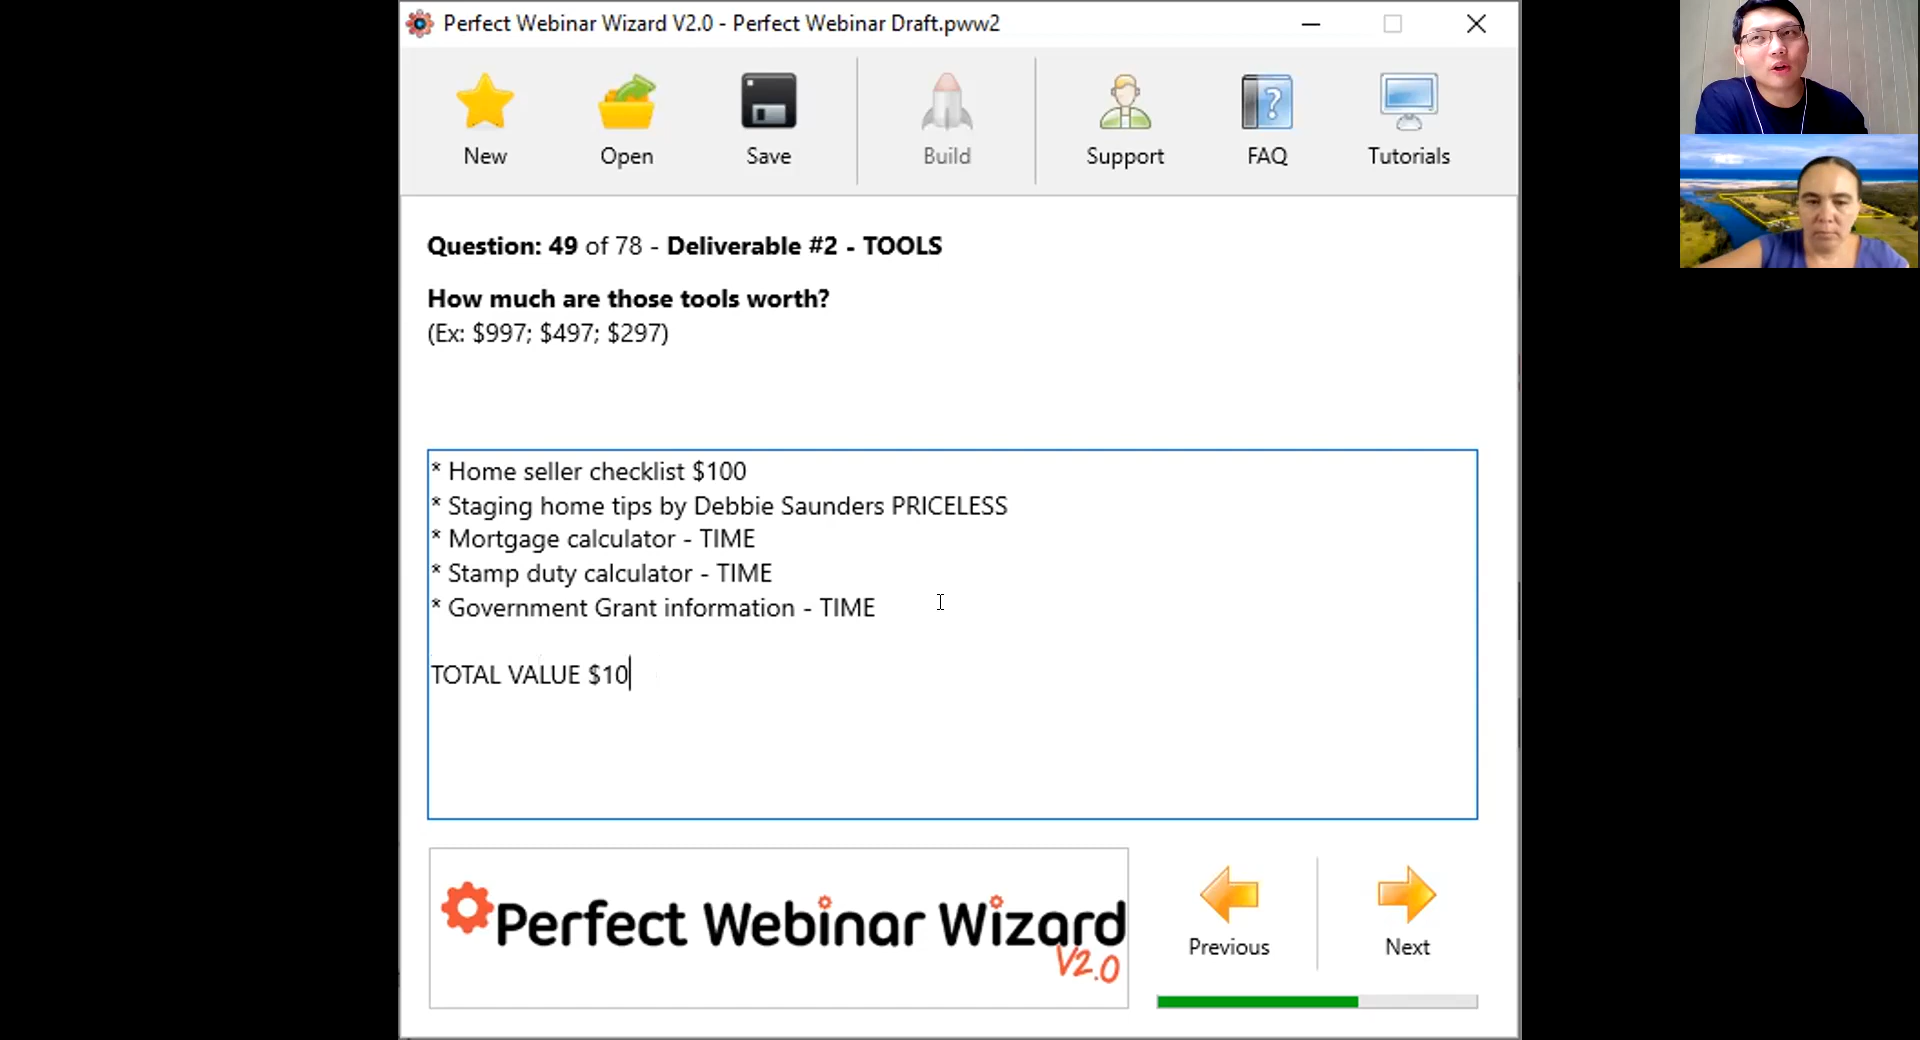 Perfect Webinar Wizard V2.0 - Perfect Webinar Draft.pww2
New
Open
Save
Build
Support
FAQ
Tutorials
Question: 49 of 78 - Deliverable #2 - TOOLS
How much are those tools worth?
(Ex: $997; $497; $297)
* Home seller checklist $100
* Staging home tips by Debbie Saunders PRICELESS
* Mortgage calculator - TIME
* Stamp duty calculator - TIME
* Government Grant information - TIME
TOTAL VALUE $10
Perfect Webinar Wizard
V2.0
Previous
Next